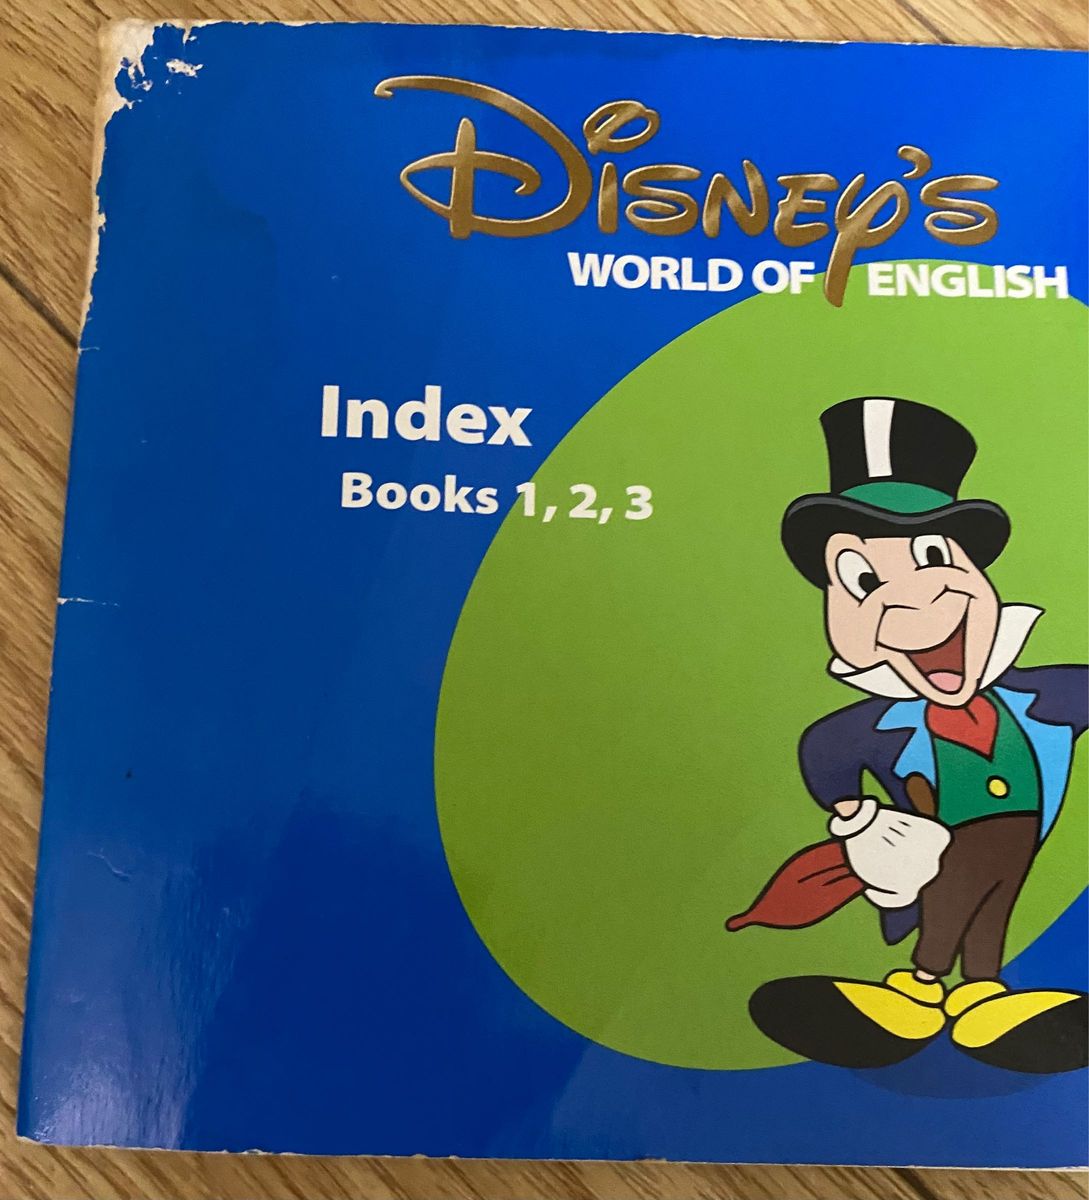 DISNEY'S
WORLD OF ENGLISH
Index
Books 1, 2, 3